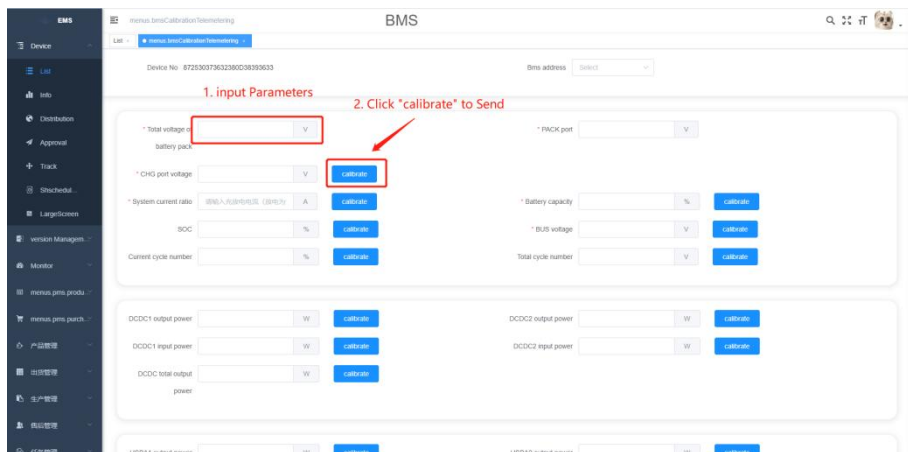 EMS
menus.bmsCalibrationTelemetering
BMS
Device
List
menus.bmsCalibrationTelemetering
List
Device No 872530373632380D38393633
Bms address Select
Info
1. input Parameters
2. Click "calibrate" to Send
Distribution
* Total voltage of battery pack V
* PACK port V
Approval
Track
* CHG port voltage V calibrate
* System current ratio A calibrate
* Battery capacity % calibrate
LargeScreen
SOC % calibrate
* BUS voltage V calibrate
version Managem...
Current cycle number % calibrate
Total cycle number V calibrate
Monitor
menus.pms.produ...
menus.pms.purch...
DCDC1 output power W calibrate
DCDC2 output power W calibrate
产品管理
DCDC1 input power W calibrate
DCDC2 input power W calibrate
出货管理
DCDC total output power W calibrate
生产管理
售后管理